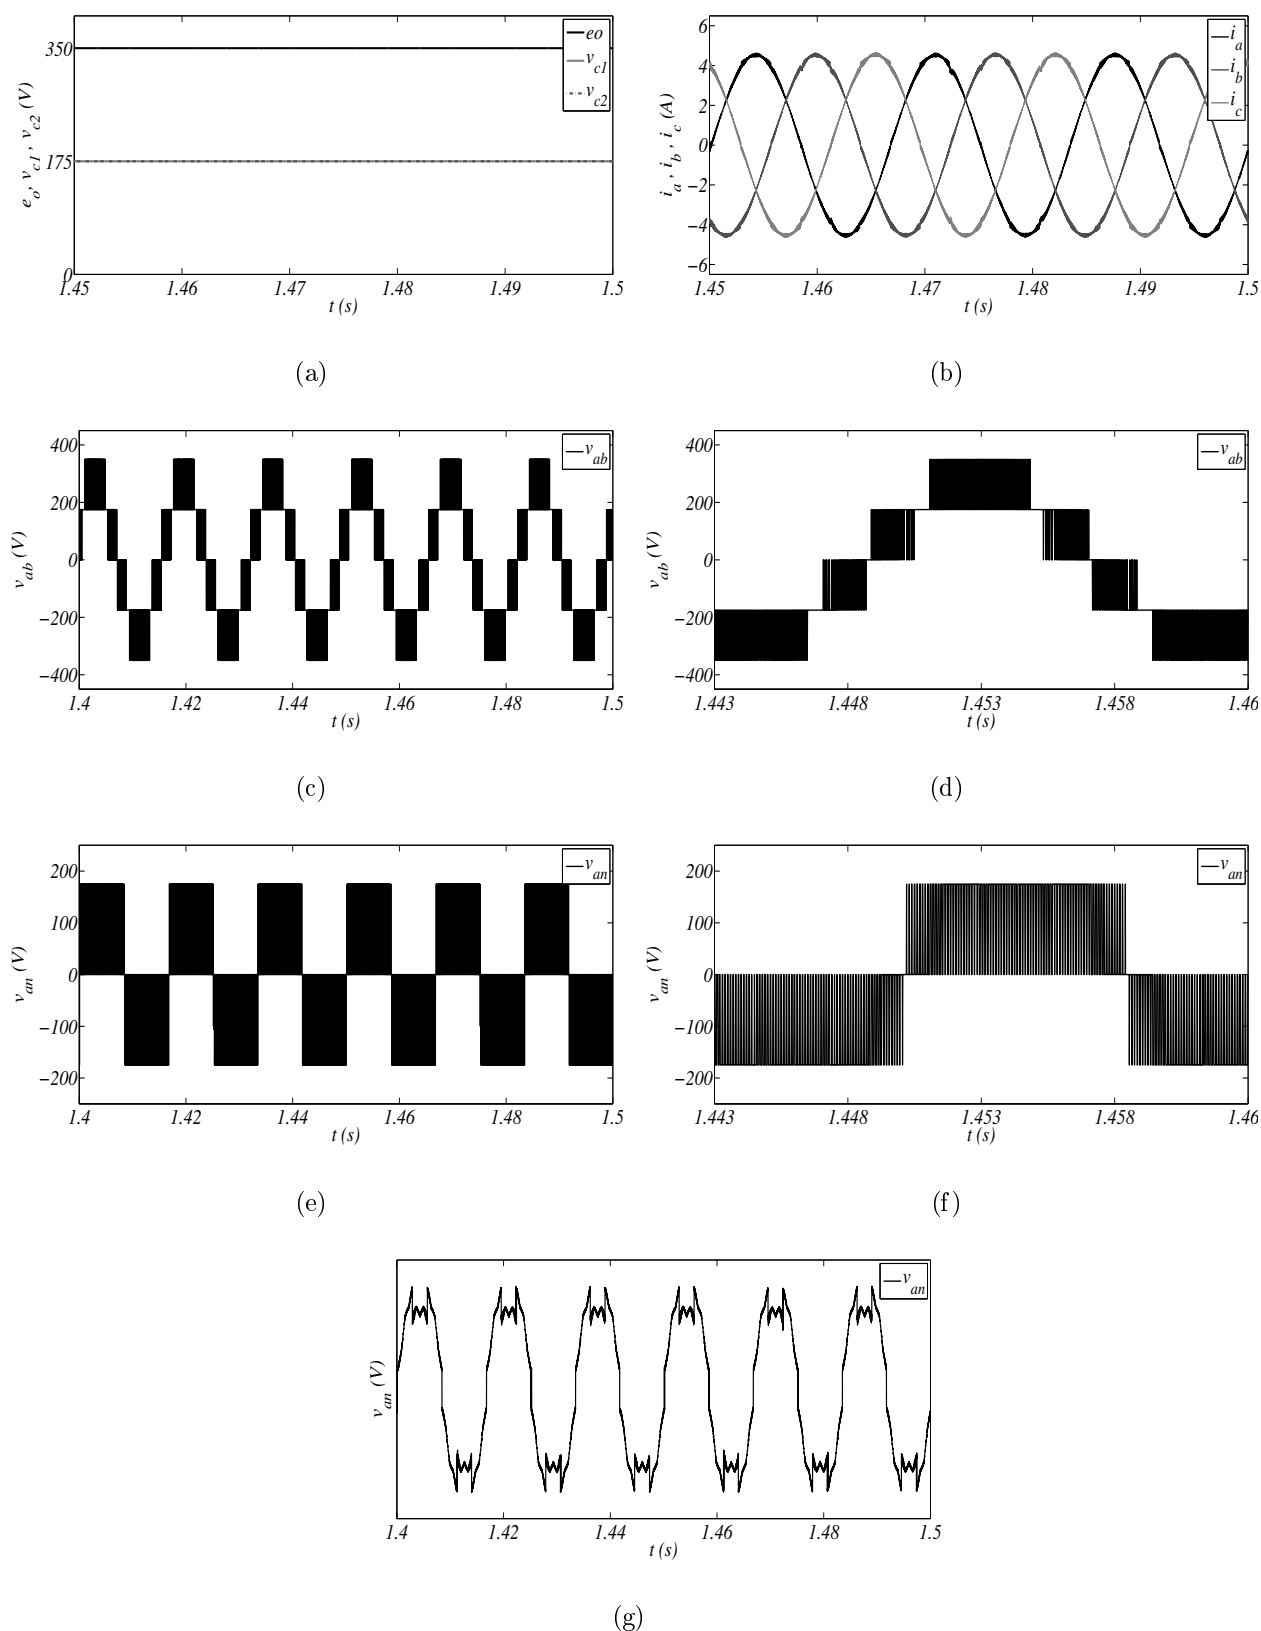 e_o, v_c1, v_c2 (V)
350
175
0
1.45 1.46 1.47 1.48 1.49 1.5
t (s)
eo
v_c1
v_c2
(a)
i_a, i_b, i_c (A)
6
4
2
0
−2
−4
−6
1.45 1.46 1.47 1.48 1.49 1.5
t (s)
i_a
i_b
i_c
(b)
v_ab (V)
400
200
0
−200
−400
1.4 1.42 1.44 1.46 1.48 1.5
t (s)
v_ab
(c)
v_ab (V)
400
200
0
−200
−400
1.443 1.448 1.453 1.458 1.46
t (s)
v_ab
(d)
v_an (V)
200
100
0
−100
−200
1.4 1.42 1.44 1.46 1.48 1.5
t (s)
v_an
(e)
v_an (V)
200
100
0
−100
−200
1.443 1.448 1.453 1.458 1.46
t (s)
v_an
(f)
v_an (V)
1.4 1.42 1.44 1.46 1.48 1.5
t (s)
v_an
(g)